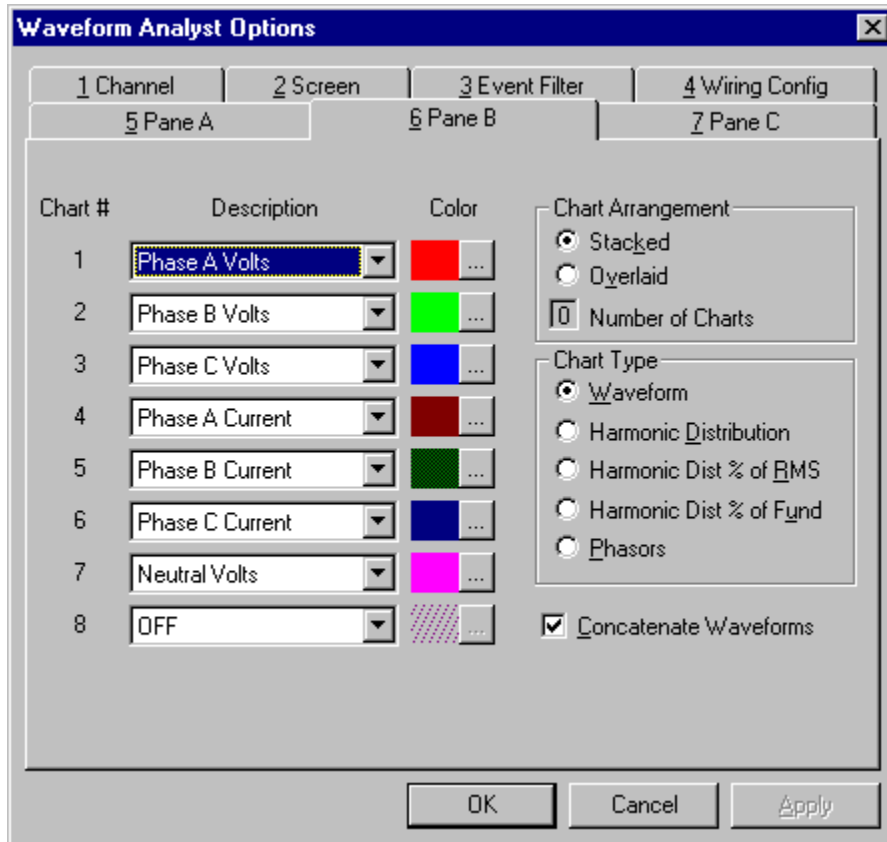 Waveform Analyst Options
1 Channel
2 Screen
3 Event Filter
4 Wiring Config
5 Pane A
6 Pane B
7 Pane C
Chart # Description Color
1 Phase A Volts ...
2 Phase B Volts ...
3 Phase C Volts ...
4 Phase A Current ...
5 Phase B Current ...
6 Phase C Current ...
7 Neutral Volts ...
8 OFF ...
Chart Arrangement
Stacked
Overlaid
0 Number of Charts
Chart Type
Waveform
Harmonic Distribution
Harmonic Dist % of RMS
Harmonic Dist % of Fund
Phasors
Concatenate Waveforms
OK
Cancel
Apply